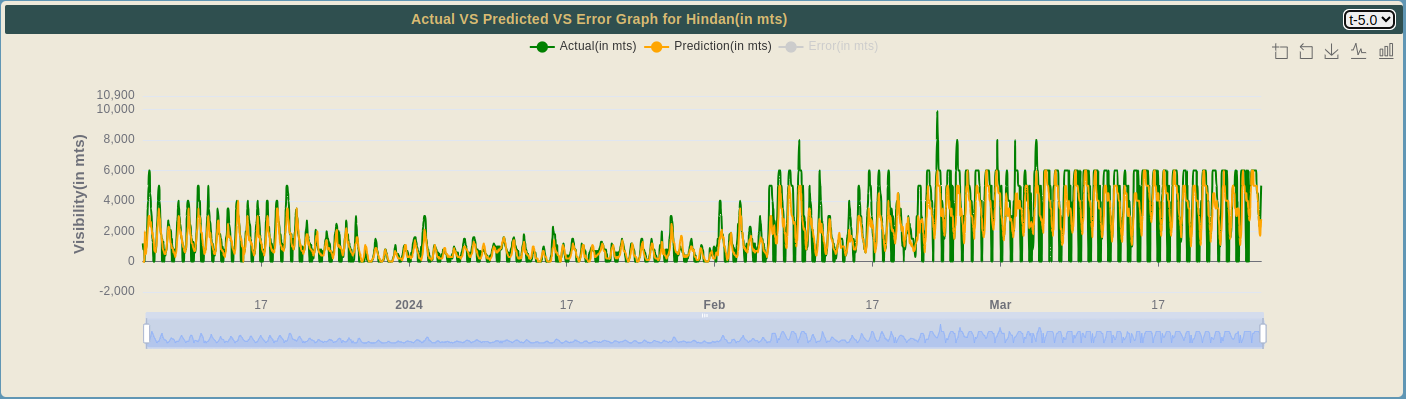 Actual VS Predicted VS Error Graph for Hindan(in mts)
t-5.0
Actual(in mts) Prediction(in mts) Error(in mts)
Visibility(in mts)
10,900
10,000
8,000
6,000
4,000
2,000
0
-2,000
17 2024 17 Feb 17 Mar 17